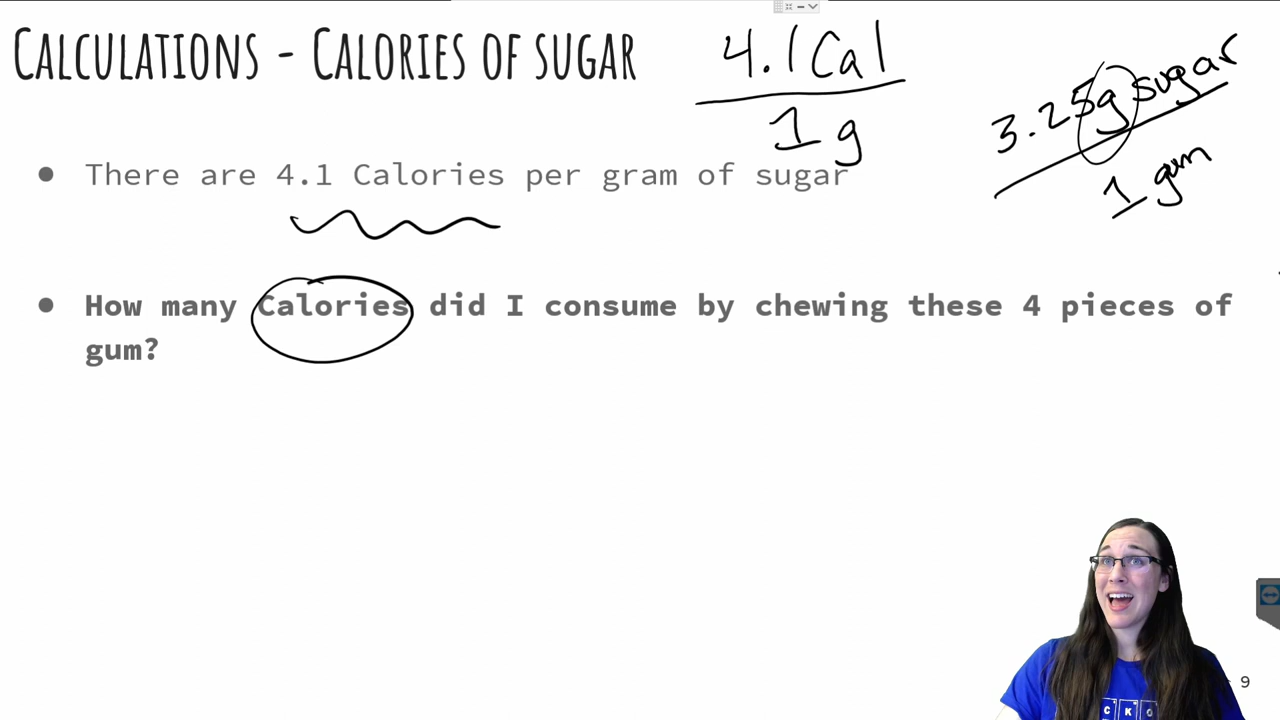 CALCULATIONS - CALORIES OF SUGAR
4.1 Cal
1 g
3.25g sugar
1 gum
● There are 4.1 Calories per gram of sugar
● How many Calories did I consume by chewing these 4 pieces of
gum?
C K O
9